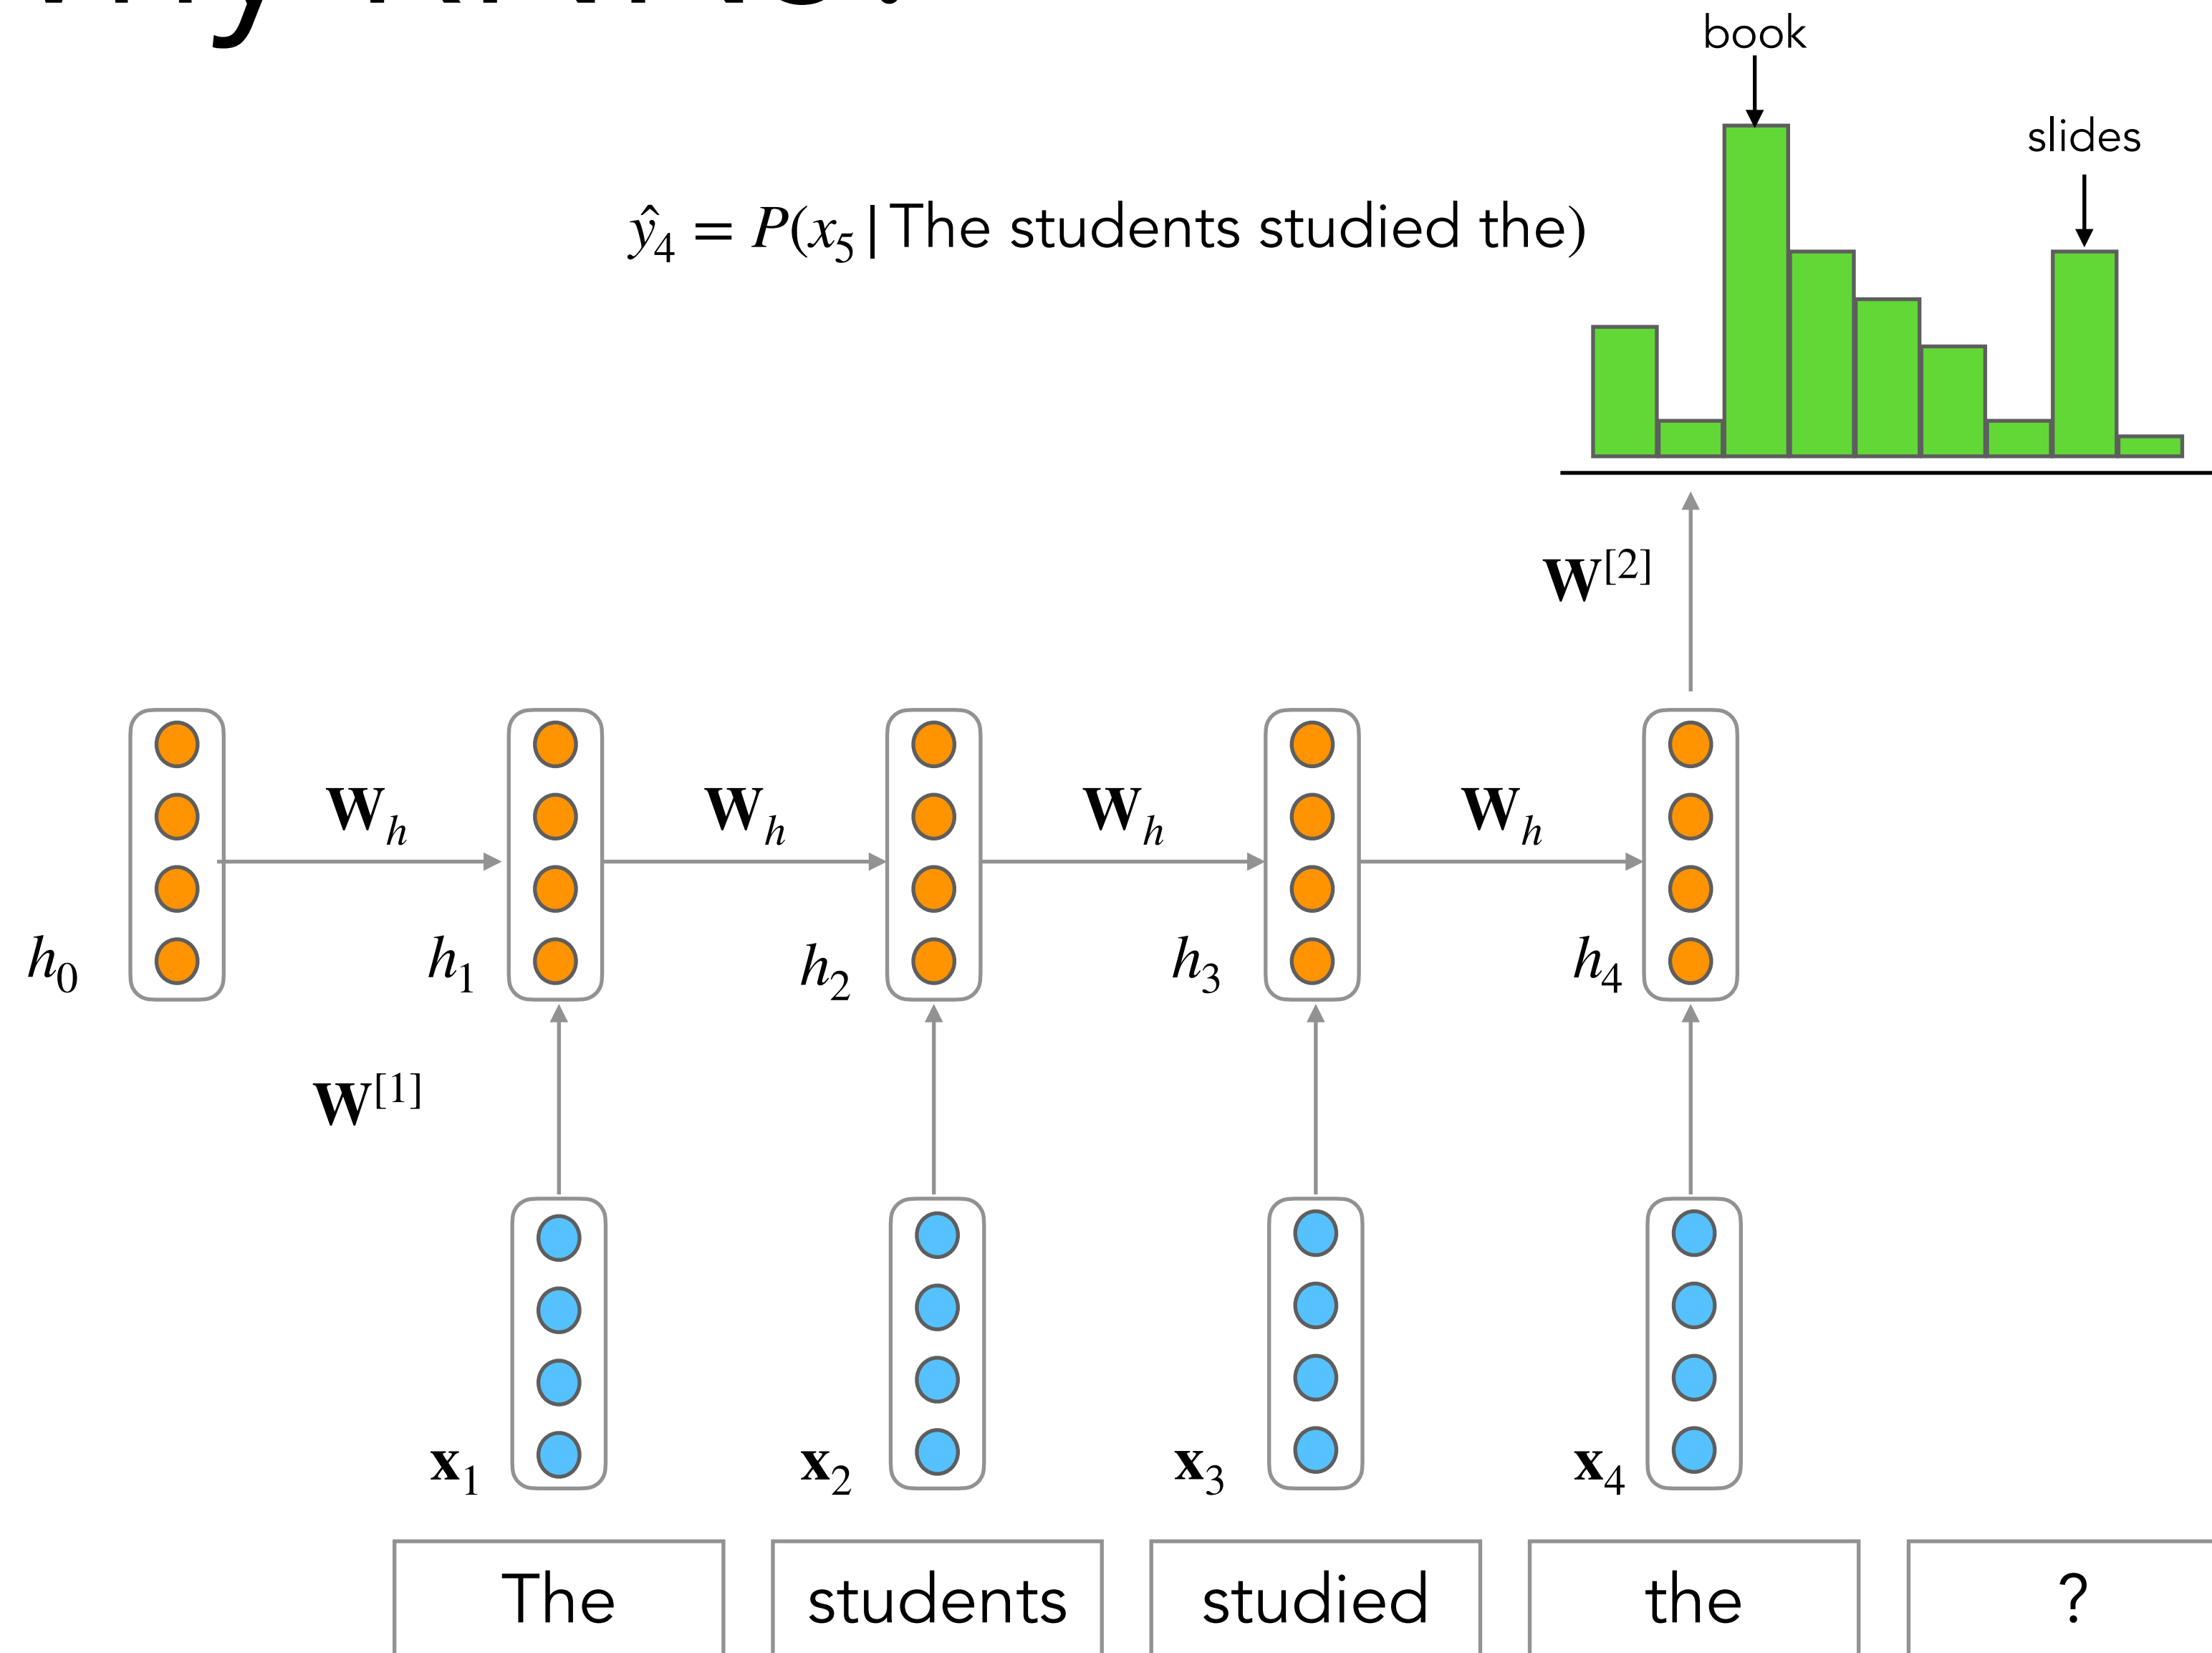 book
slides
ŷ₄ = P(x₅ | The students studied the)
W[2]
Wₕ Wₕ Wₕ Wₕ
h₀ h₁ h₂ h₃ h₄
W[1]
x₁ x₂ x₃ x₄
The students studied the ?